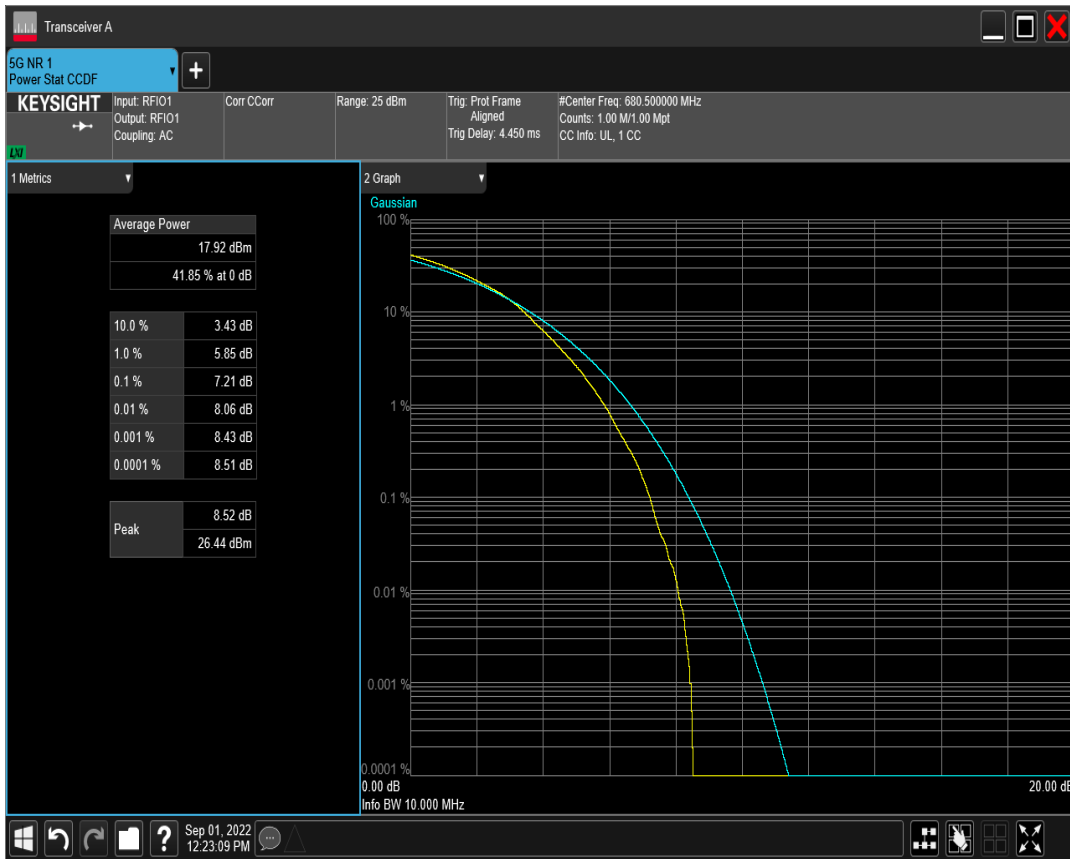 Transceiver A
5G NR 1
Power Stat CCDF
KEYSIGHT
LXI
Input: RFIO1
Output: RFIO1
Coupling: AC
Corr CCorr
Range: 25 dBm
Trig: Prot Frame
Aligned
Trig Delay: 4.450 ms
#Center Freq: 680.500000 MHz
Counts: 1.00 M/1.00 Mpt
CC Info: UL, 1 CC
1 Metrics
Average Power
17.92 dBm
41.85 % at 0 dB
10.0 % 3.43 dB
1.0 % 5.85 dB
0.1 % 7.21 dB
0.01 % 8.06 dB
0.001 % 8.43 dB
0.0001 % 8.51 dB
Peak
8.52 dB
26.44 dBm
2 Graph
Gaussian
100 %
10 %
1 %
0.1 %
0.01 %
0.001 %
0.0001 %
0.00 dB 20.00 dB
Info BW 10.000 MHz
Sep 01, 2022
12:23:09 PM